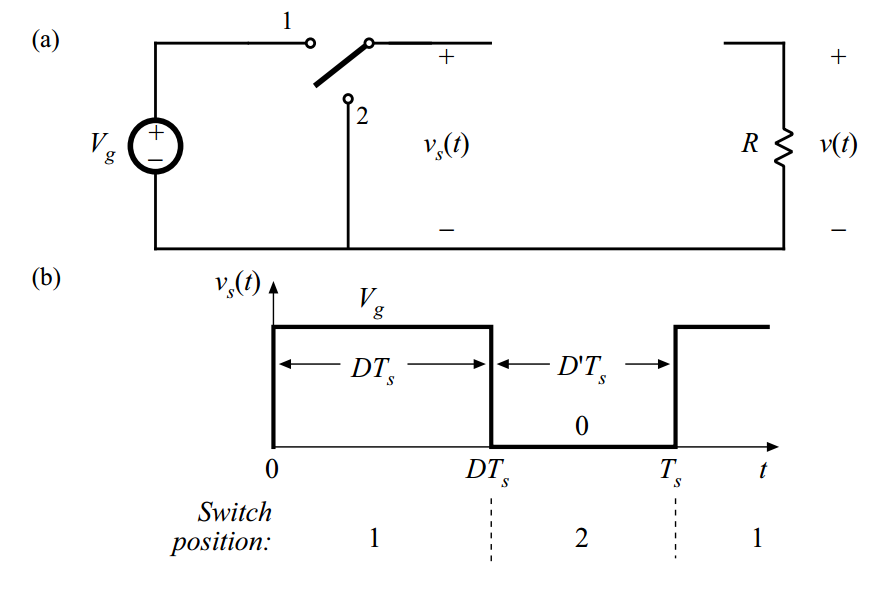 (a)
1
+
+
2
V_g
+
−
v_s(t)
R
v(t)
−
−
(b)
v_s(t)
V_g
DT_s
D'T_s
0
0
DT_s
T_s
t
Switch
position:
1
2
1